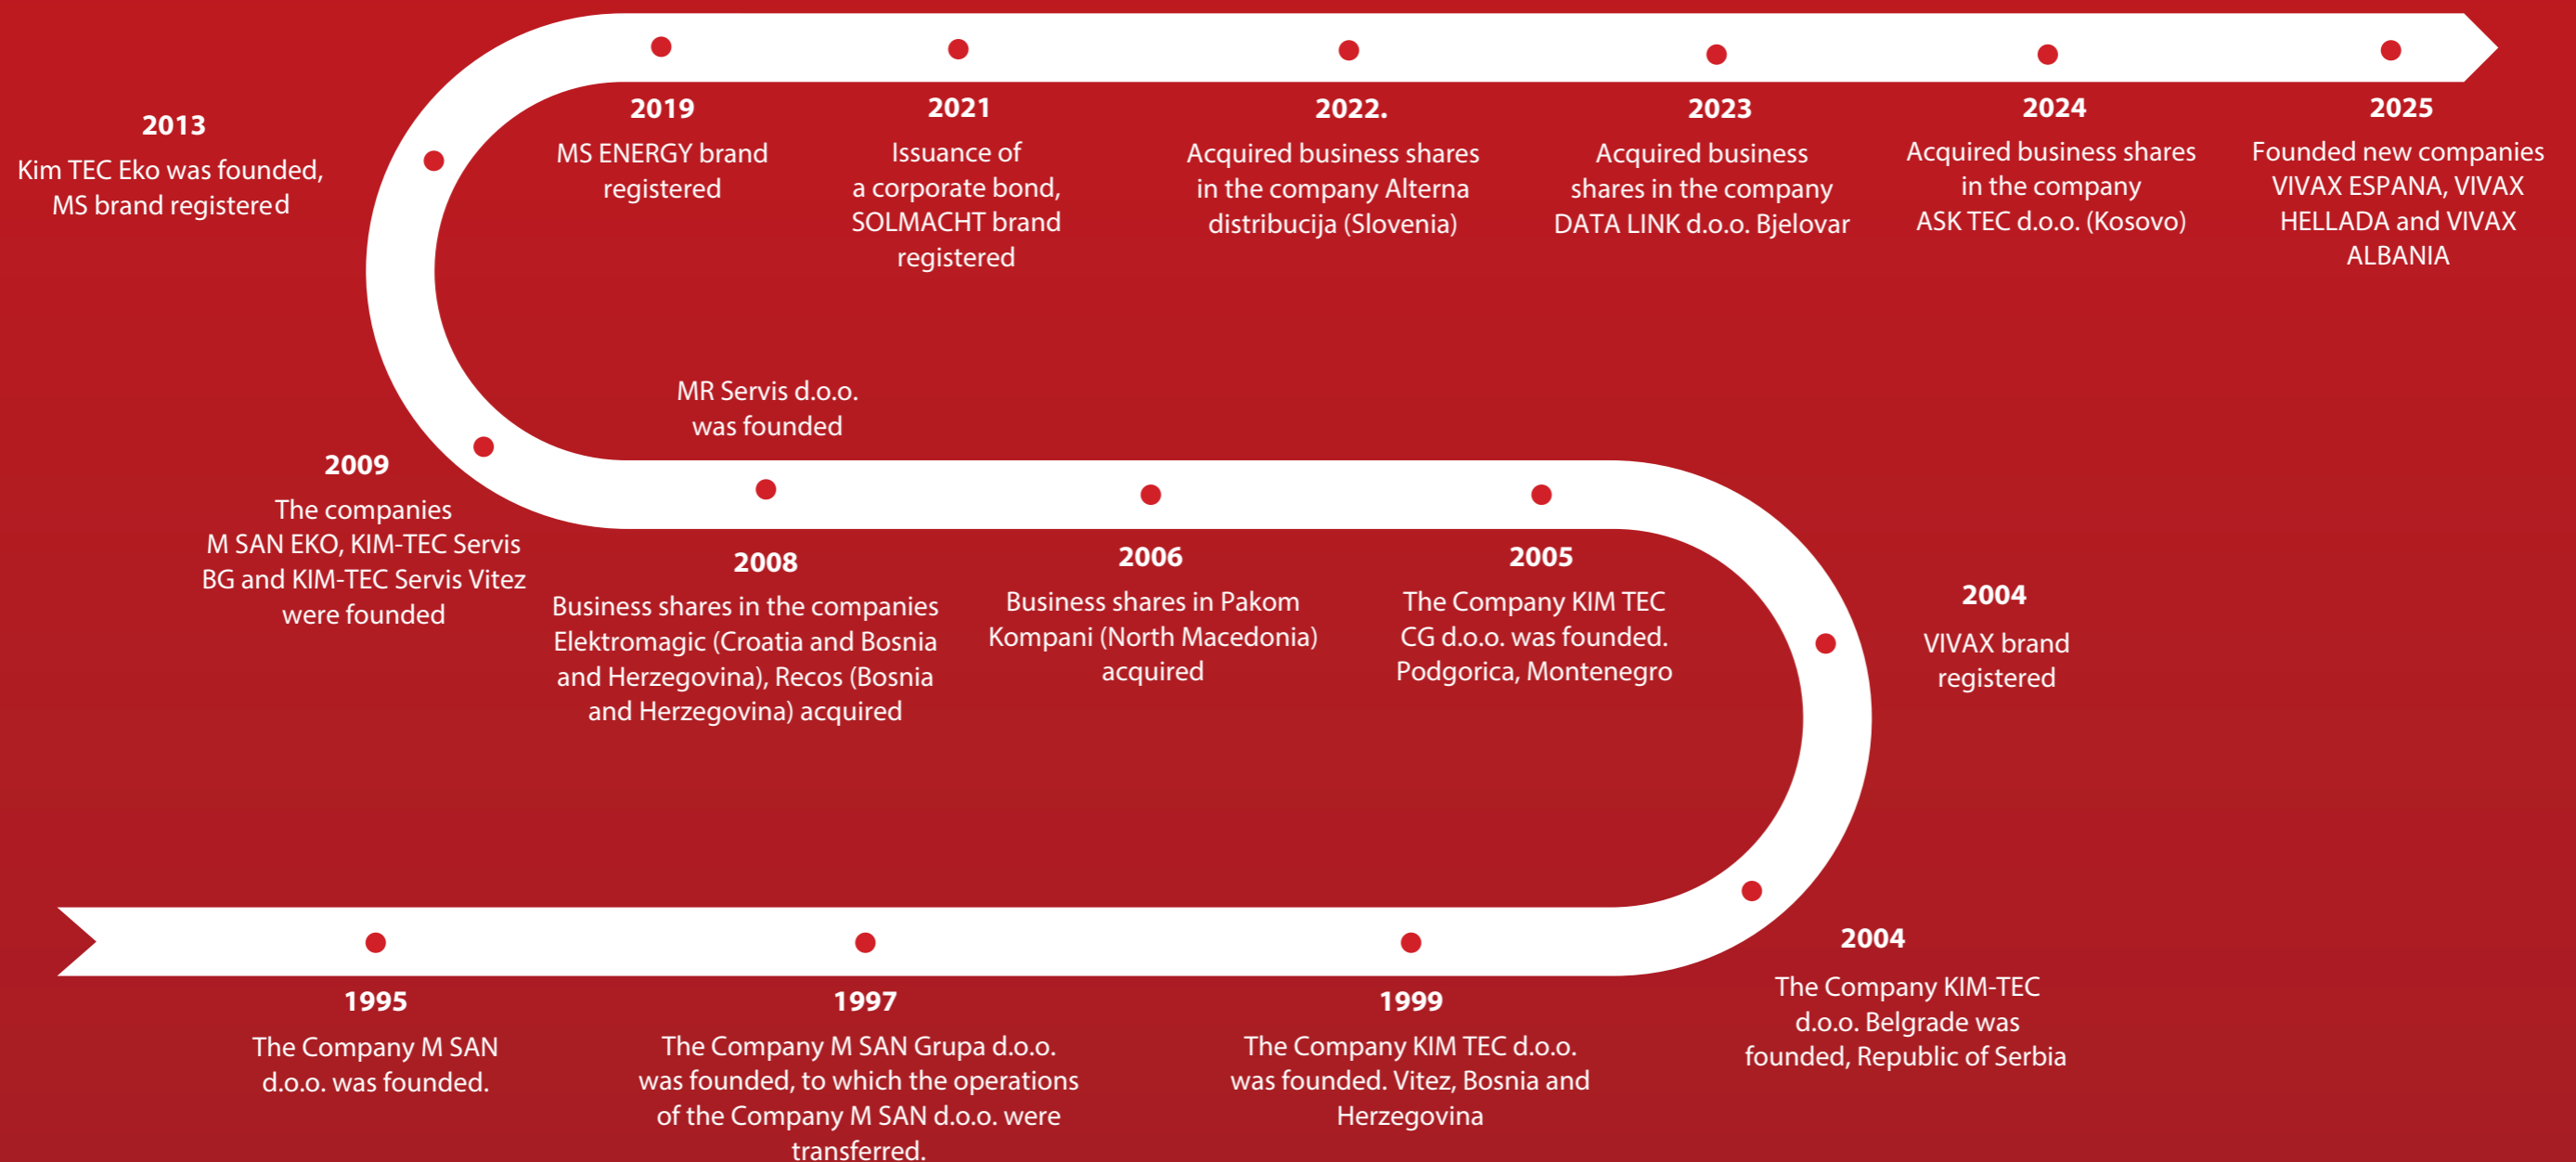 2013
Kim TEC Eko was founded,
MS brand registered
2019
MS ENERGY brand
registered
2021
Issuance of
a corporate bond,
SOLMACHT brand
registered
2022.
Acquired business shares
in the company Alterna
distribucija (Slovenia)
2023
Acquired business
shares in the company
DATA LINK d.o.o. Bjelovar
2024
Acquired business shares
in the company
ASK TEC d.o.o. (Kosovo)
2025
Founded new companies
VIVAX ESPANA, VIVAX
HELLADA and VIVAX
ALBANIA
2009
The companies
M SAN EKO, KIM-TEC Servis
BG and KIM-TEC Servis Vitez
were founded
MR Servis d.o.o.
was founded
2008
Business shares in the companies
Elektromagic (Croatia and Bosnia
and Herzegovina), Recos (Bosnia
and Herzegovina) acquired
2006
Business shares in Pakom
Kompani (North Macedonia)
acquired
2005
The Company KIM TEC
CG d.o.o. was founded.
Podgorica, Montenegro
2004
VIVAX brand
registered
1995
The Company M SAN
d.o.o. was founded.
1997
The Company M SAN Grupa d.o.o.
was founded, to which the operations
of the Company M SAN d.o.o. were
transferred.
1999
The Company KIM TEC d.o.o.
was founded. Vitez, Bosnia and
Herzegovina
2004
The Company KIM-TEC
d.o.o. Belgrade was
founded, Republic of Serbia